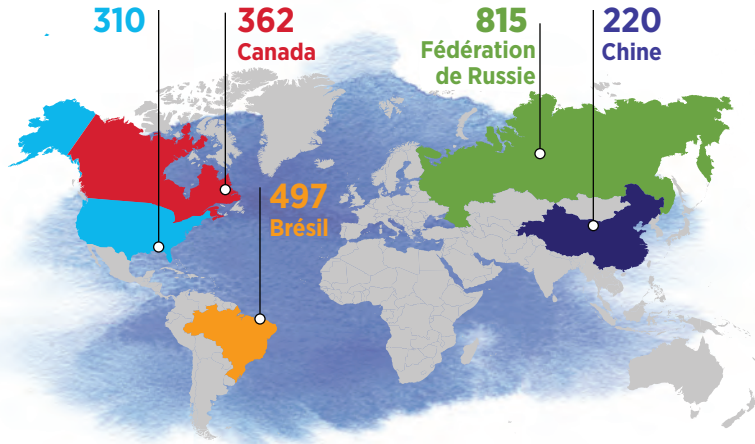 310
362
Canada
815
Fédération
de Russie
220
Chine
497
Brésil